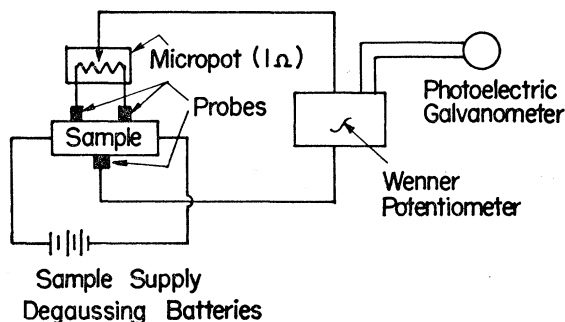 Micropot (1Ω)
Photoelectric
Galvanometer
Probes
Sample
Wenner
Potentiometer
Sample Supply
Degaussing Batteries